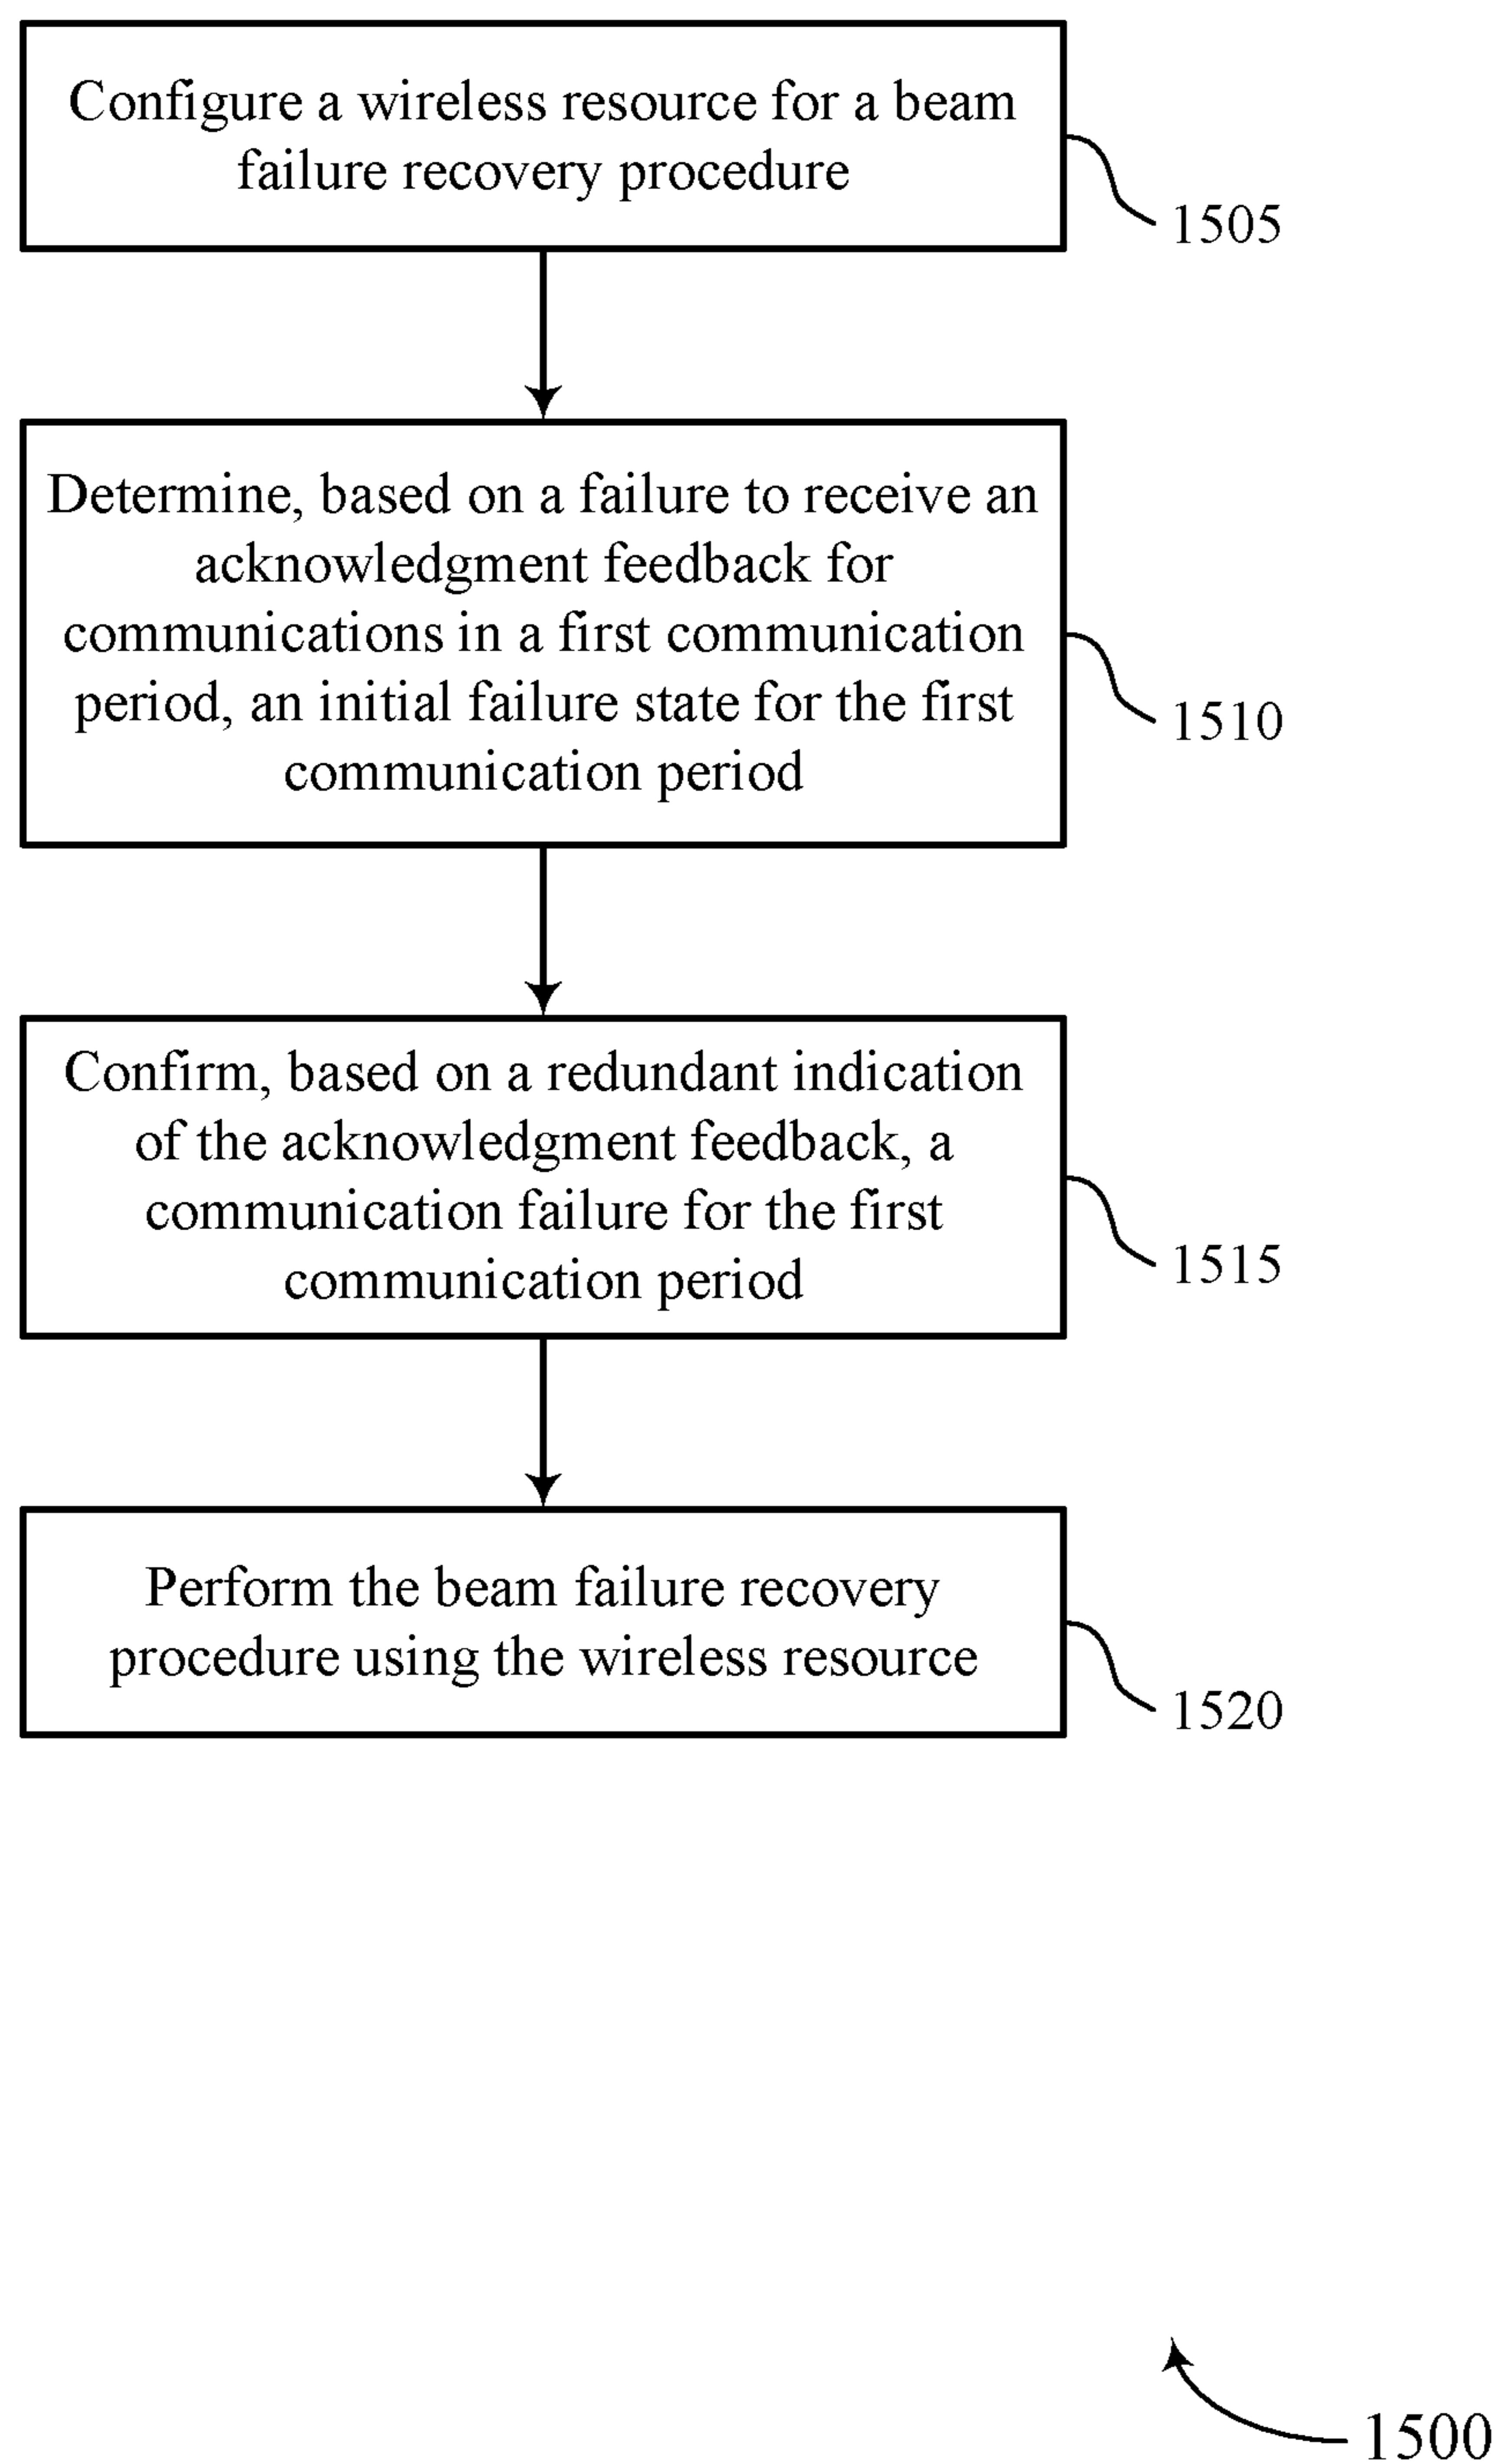 Configure a wireless resource for a beam
failure recovery procedure
1505
Determine, based on a failure to receive an
acknowledgment feedback for
communications in a first communication
period, an initial failure state for the first
communication period
1510
Confirm, based on a redundant indication
of the acknowledgment feedback, a
communication failure for the first
communication period
1515
Perform the beam failure recovery
procedure using the wireless resource
1520
1500